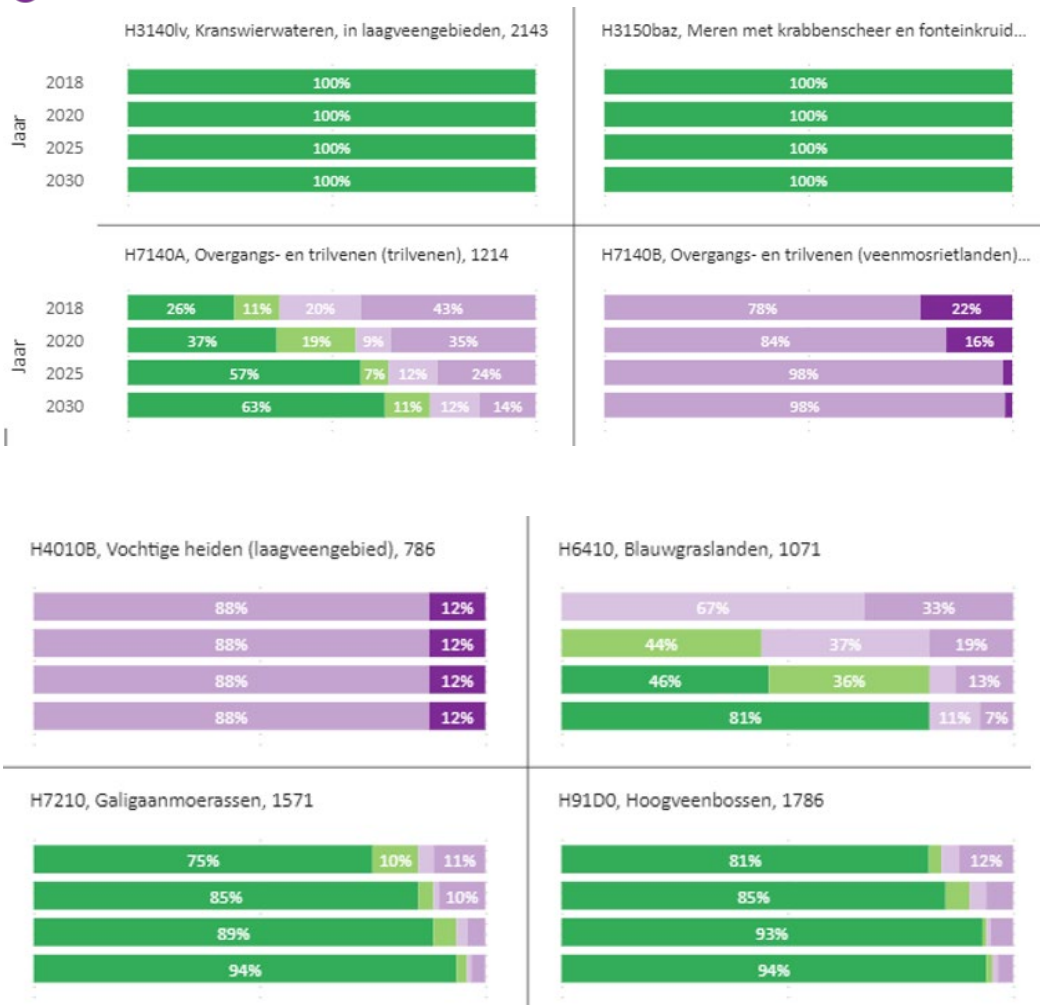 H3140lv, Kranswierwateren, in laagveengebieden, 2143
H3150baz, Meren met krabbenscheer en fonteinkruid...
Jaar
2018 100% 100%
2020 100% 100%
2025 100% 100%
2030 100% 100%
H7140A, Overgangs- en trilvenen (trilvenen), 1214
H7140B, Overgangs- en trilvenen (veenmosrietlanden)...
Jaar
2018 26% 11% 20% 43% 78% 22%
2020 37% 19% 9% 35% 84% 16%
2025 57% 7% 12% 24% 98%
2030 63% 11% 12% 14% 98%
H4010B, Vochtige heiden (laagveengebied), 786
H6410, Blauwgraslanden, 1071
88% 12% 67% 33%
88% 12% 44% 37% 19%
88% 12% 46% 36% 13%
88% 12% 81% 11% 7%
H7210, Galigaanmoerassen, 1571
H91D0, Hoogveenbossen, 1786
75% 10% 11% 81% 12%
85% 10% 85%
89% 93%
94% 94%